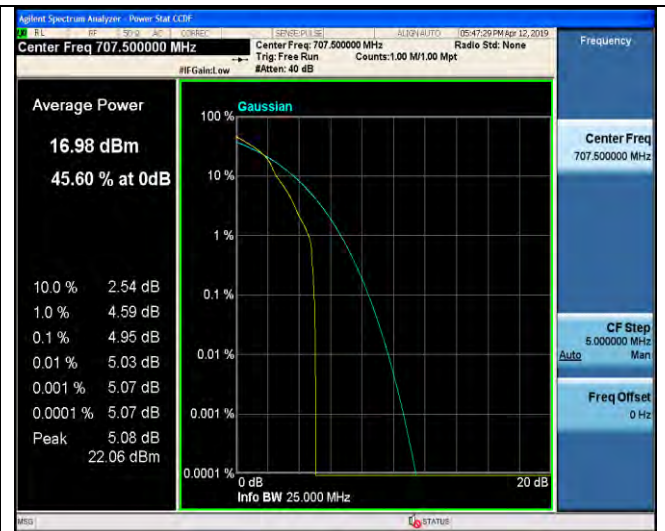 Agilent Spectrum Analyzer - Power Stat CCDF
RL RF 50 Ω AC CORREC SENSE:PULSE ALIGN AUTO 05:47:29 PM Apr 12, 2019
Center Freq 707.500000 MHz
Center Freq: 707.500000 MHz Radio Std: None
Trig: Free Run Counts:1.00 M/1.00 Mpt
#IFGain:Low #Atten: 40 dB
Frequency
Average Power
16.98 dBm
45.60 % at 0dB
10.0 % 2.54 dB
1.0 % 4.59 dB
0.1 % 4.95 dB
0.01 % 5.03 dB
0.001 % 5.07 dB
0.0001 % 5.07 dB
Peak 5.08 dB
22.06 dBm
Gaussian
100 %
10 %
1 %
0.1 %
0.01 %
0.001 %
0.0001 %
0 dB 20 dB
Info BW 25.000 MHz
Center Freq
707.500000 MHz
CF Step
5.000000 MHz
Auto Man
Freq Offset
0 Hz
MSG STATUS